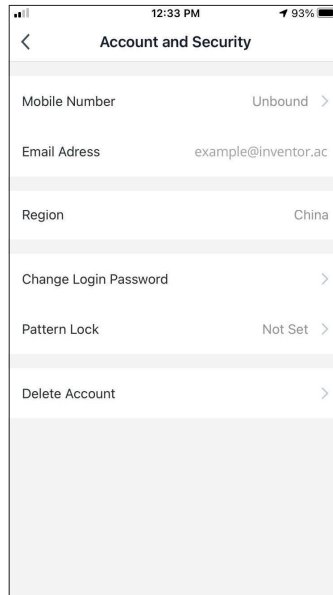 12:33 PM 93%
Account and Security
Mobile Number Unbound
Email Adress example@inventor.ac
Region China
Change Login Password
Pattern Lock Not Set
Delete Account